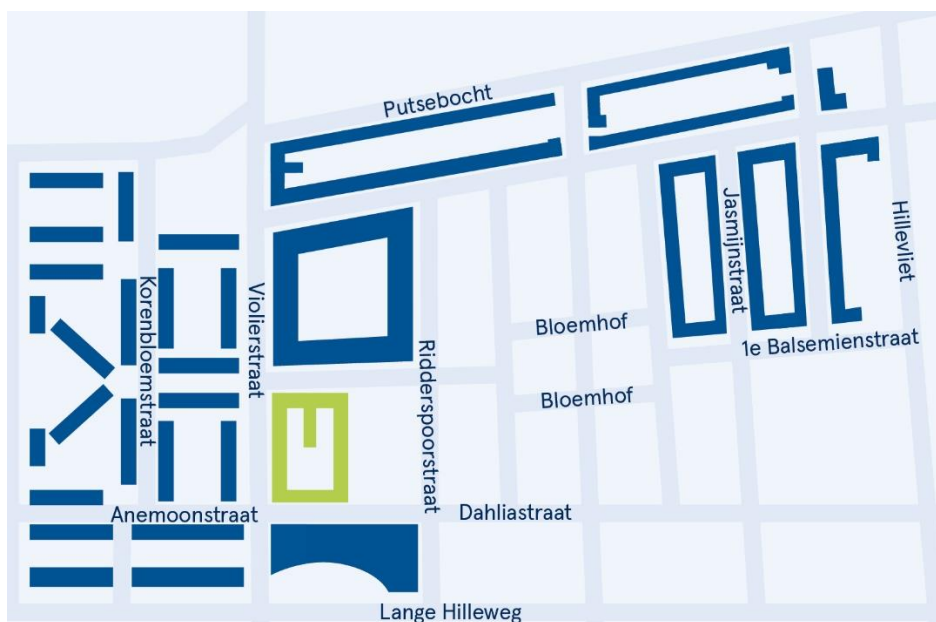 Putsebocht
Korenbloemstraat
Violierstraat
Ridderspoorstraat
Jasmijnstraat
Hillevliet
Bloemhof
1e Balsemienstraat
Bloemhof
Anemoonstraat
Dahliastraat
Lange Hilleweg